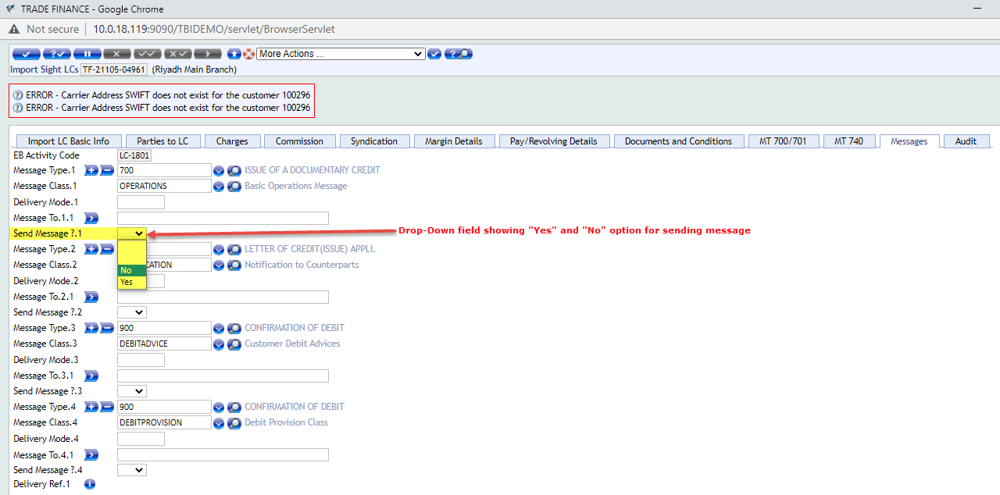 TRADE FINANCE - Google Chrome
Not secure 10.0.18.119:9090/TBIDEMO/servlet/BrowserServlet
More Actions ...
Import Sight LCs TF-21105-04961 (Riyadh Main Branch)
ERROR - Carrier Address SWIFT does not exist for the customer 100296
ERROR - Carrier Address SWIFT does not exist for the customer 100296
Import LC Basic Info Parties to LC Charges Commission Syndication Margin Details Pay/Revolving Details Documents and Conditions MT 700/701 MT 740 Messages Audit
EB Activity Code LC-1801
Message Type.1 700 ISSUE OF A DOCUMENTARY CREDIT
Message Class.1 OPERATIONS Basic Operations Message
Delivery Mode.1
Message To.1.1
Send Message ?.1 Drop-Down field showing "Yes" and "No" option for sending message
Message Type.2 LETTER OF CREDIT(ISSUE) APPLI.
Message Class.2 CATION Notification to Counterparts
No
Delivery Mode.2
Yes
Message To.2.1
Send Message ?.2
Message Type.3 900 CONFIRMATION OF DEBIT
Message Class.3 DEBITADVICE Customer Debit Advices
Delivery Mode.3
Message To.3.1
Send Message ?.3
Message Type.4 900 CONFIRMATION OF DEBIT
Message Class.4 DEBITPROVISION Debit Provision Class
Delivery Mode.4
Message To.4.1
Send Message ?.4
Delivery Ref.1